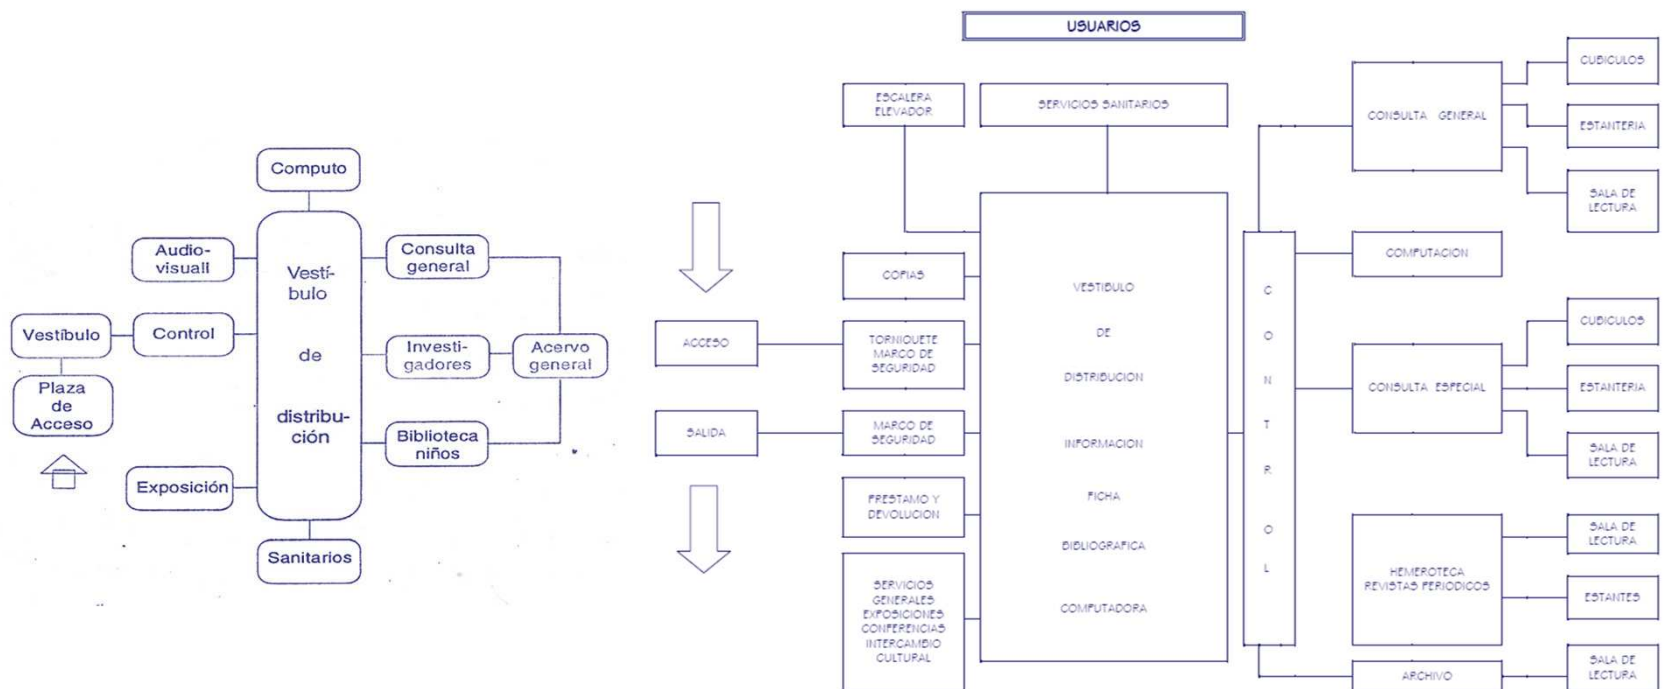 Computo
Audio-
visuall
Vestí-
bulo
de
distribu-
ción
Consulta
general
Vestíbulo
Control
Investi-
gadores
Acervo
general
Plaza
de
Acceso
Biblioteca
niños
Exposición
Sanitarios
USUARIOS
ESCALERA
ELEVADOR
SERVICIOS SANITARIOS
COPIAS
ACCESO
TORNIQUETE
MARCO DE
SEGURIDAD
SALIDA
MARCO DE
SEGURIDAD
PRESTAMO Y
DEVOLUCION
SERVICIOS
GENERALES
EXPOSICIONES
CONFERENCIAS
INTERCAMBIO
CULTURAL
VESTIBULO
DE
DISTRIBUCION
INFORMACION
FICHA
BIBLIOGRAFICA
COMPUTADORA
C
O
N
T
R
O
L
CONSULTA GENERAL
CUBICULOS
ESTANTERIA
SALA DE
LECTURA
COMPUTACION
CONSULTA ESPECIAL
CUBICULOS
ESTANTERIA
SALA DE
LECTURA
HEMEROTECA
REVISTAS PERIODICOS
SALA DE
LECTURA
ESTANTES
ARCHIVO
SALA DE
LECTURA